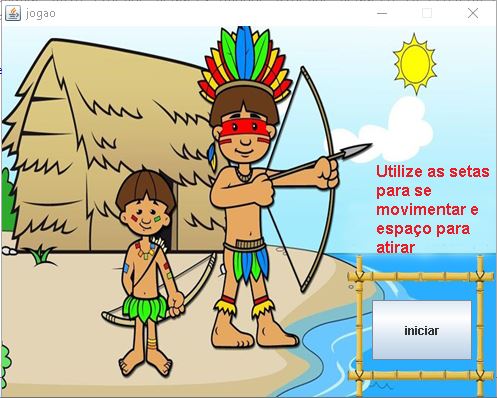 jogao
Utilize as setas
para se
movimentar e
espaço para
atirar
iniciar